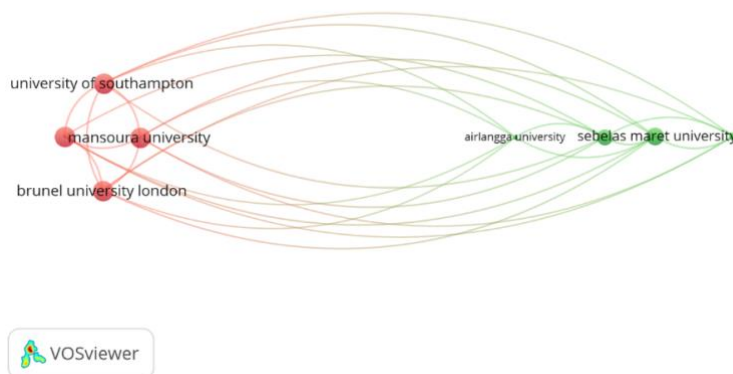 university of southampton
mansoura university
airlangga university
sebelas maret university
brunel university london
VOSviewer